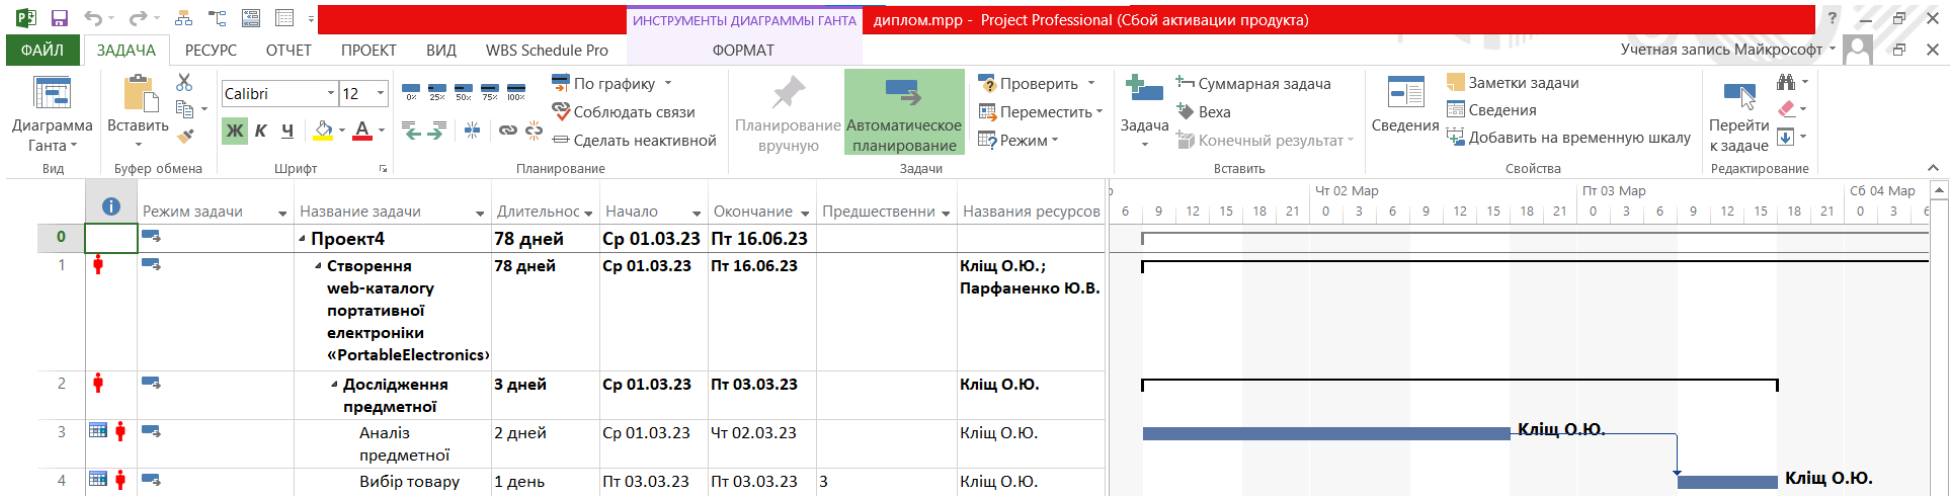 ИНСТРУМЕНТЫ ДИАГРАММЫ ГАНТА диплом.mpp - Project Professional (Сбой активации продукта)
ФАЙЛ ЗАДАЧА РЕСУРС ОТЧЕТ ПРОЕКТ ВИД WBS Schedule Pro ФОРМАТ Учетная запись Майкрософт
Calibri 12 0% 25% 50% 75% 100% По графику Проверить Суммарная задача Заметки задачи
Соблюдать связи Переместить Веха Сведения
Диаграмма Ганта Вставить Ж К Ч А Сделать неактивной Планирование вручную Автоматическое планирование Режим Задача Конечный результат Сведения Добавить на временную шкалу Перейти к задаче
Вид Буфер обмена Шрифт Планирование Задачи Вставить Свойства Редактирование
Чт 02 Мар Пт 03 Мар Сб 04 Мар
Режим задачи Название задачи Длительнос Начало Окончание Предшественни Названия ресурсов 6 9 12 15 18 21 0 3 6 9 12 15 18 21 0 3 6 9 12 15 18 21 0 3 6
0 Проект4 78 дней Ср 01.03.23 Пт 16.06.23
1 Створення 78 дней Ср 01.03.23 Пт 16.06.23 Кліщ О.Ю.;
web-каталогу Парфаненко Ю.В.
портативної
електроніки
«PortableElectronics»
2 Дослідження 3 дней Ср 01.03.23 Пт 03.03.23 Кліщ О.Ю.
предметної
3 Аналіз 2 дней Ср 01.03.23 Чт 02.03.23 Кліщ О.Ю. Кліщ О.Ю.
предметної
4 Вибір товару 1 день Пт 03.03.23 Пт 03.03.23 3 Кліщ О.Ю. Кліщ О.Ю.